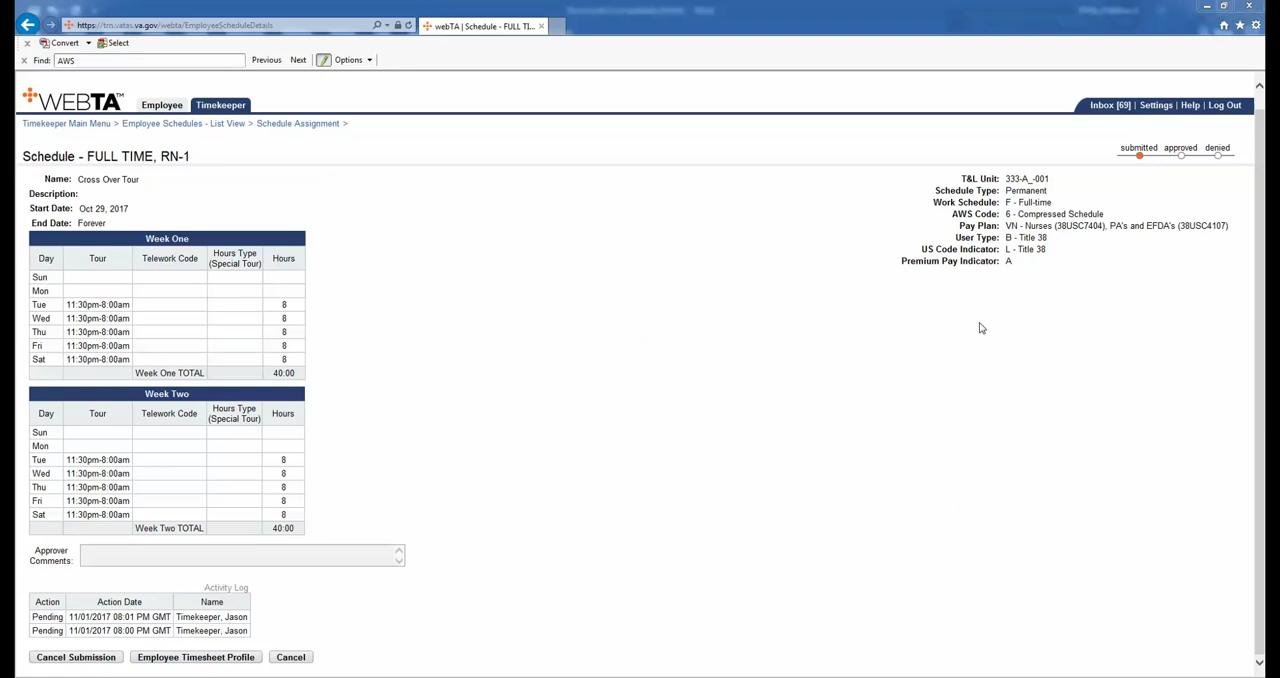 https://trn.vatas.va.gov/webta/EmployeeScheduleDetails
webTA | Schedule - FULL TI...
Convert Select
Find: AWS Previous Next Options
WEBTA Employee Timekeeper Inbox [69] | Settings | Help | Log Out
Timekeeper Main Menu > Employee Schedules - List View > Schedule Assignment >
Schedule - FULL TIME, RN-1
submitted approved denied
Name: Cross Over Tour
Description:
Start Date: Oct 29, 2017
End Date: Forever
T&L Unit: 333-A_-001
Schedule Type: Permanent
Work Schedule: F - Full-time
AWS Code: 6 - Compressed Schedule
Pay Plan: VN - Nurses (38USC7404), PA's and EFDA's (38USC4107)
User Type: B - Title 38
US Code Indicator: L - Title 38
Premium Pay Indicator: A
Week One
Day Tour Telework Code Hours Type (Special Tour) Hours
Sun
Mon
Tue 11:30pm-8:00am 8
Wed 11:30pm-8:00am 8
Thu 11:30pm-8:00am 8
Fri 11:30pm-8:00am 8
Sat 11:30pm-8:00am 8
Week One TOTAL 40:00
Week Two
Day Tour Telework Code Hours Type (Special Tour) Hours
Sun
Mon
Tue 11:30pm-8:00am 8
Wed 11:30pm-8:00am 8
Thu 11:30pm-8:00am 8
Fri 11:30pm-8:00am 8
Sat 11:30pm-8:00am 8
Week Two TOTAL 40:00
Approver Comments:
Activity Log
Action Action Date Name
Pending 11/01/2017 08:01 PM GMT Timekeeper, Jason
Pending 11/01/2017 08:00 PM GMT Timekeeper, Jason
Cancel Submission Employee Timesheet Profile Cancel